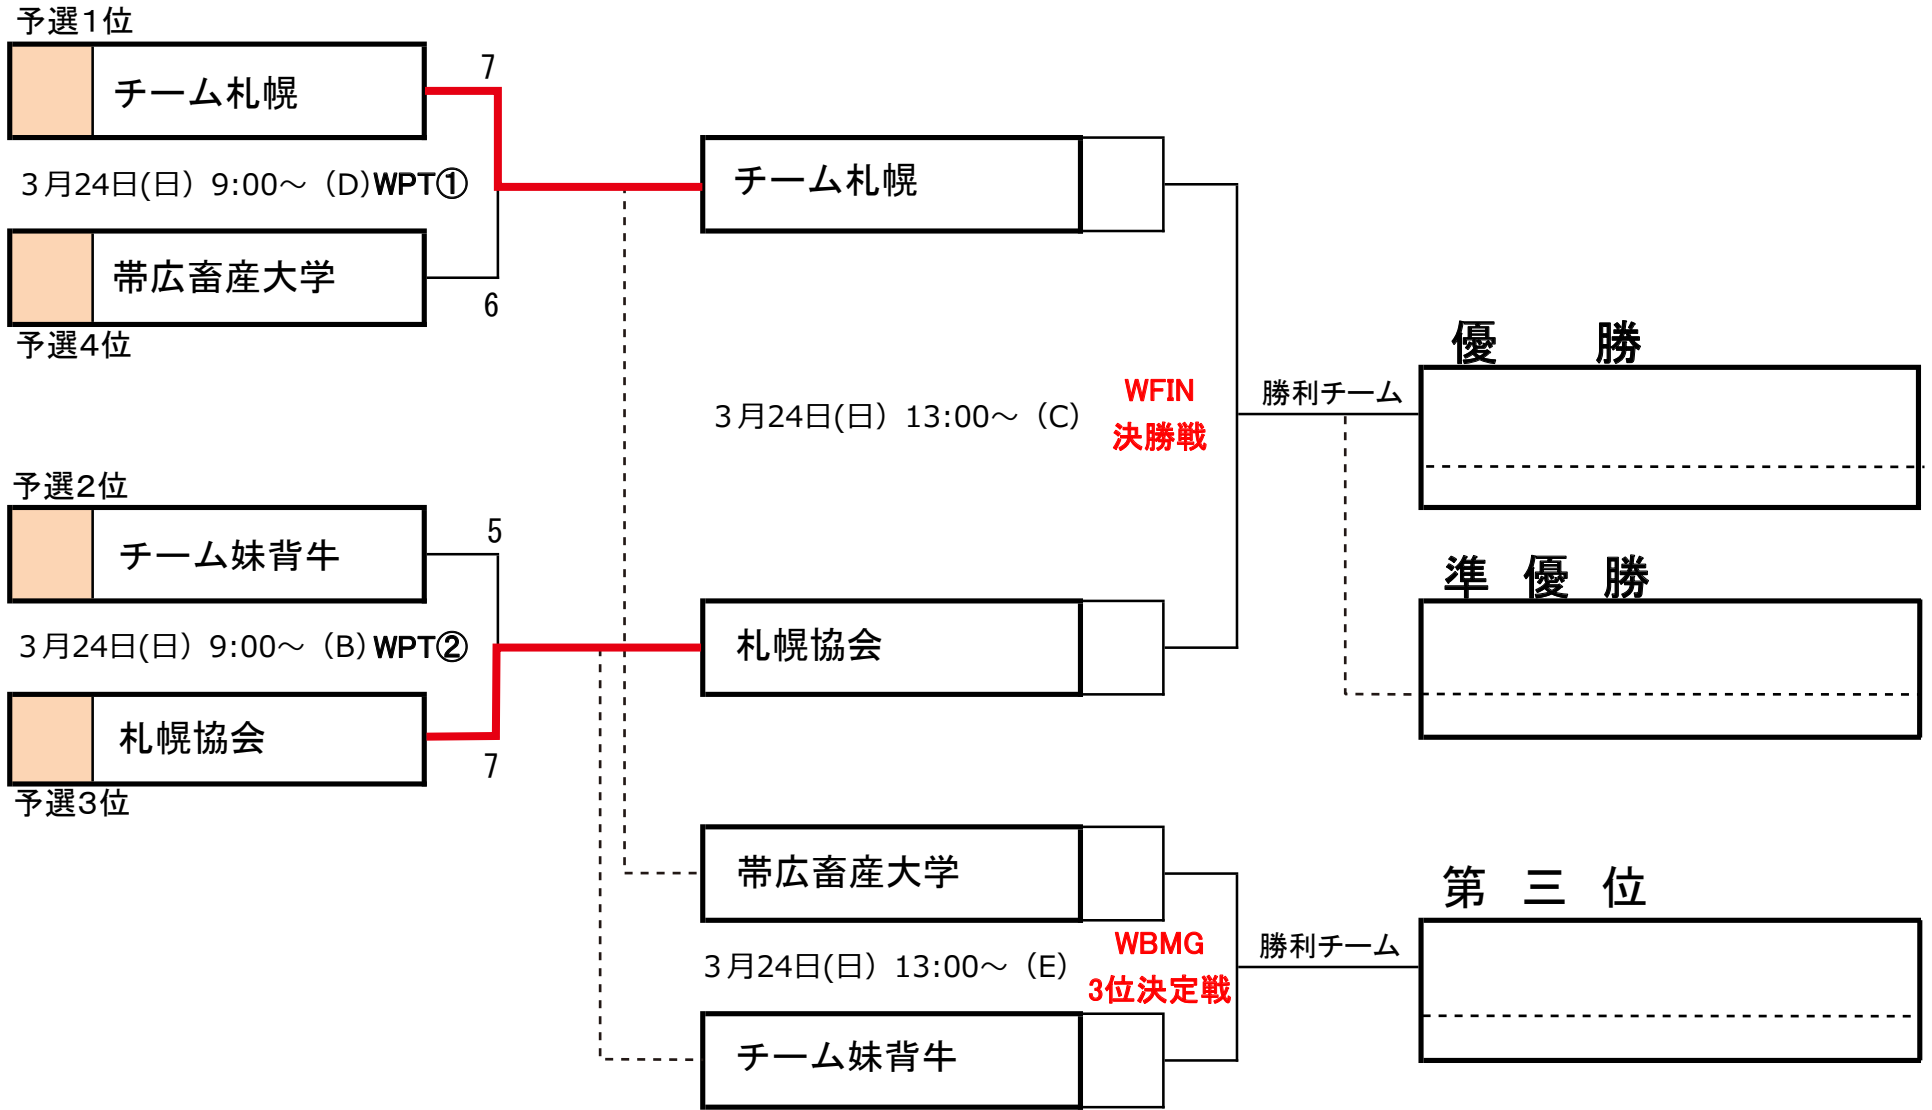 予選1位
チーム札幌
7
3月24日(日) 9:00～ (D) WPT①
帯広畜産大学
6
予選4位
予選2位
チーム妹背牛
5
3月24日(日) 9:00～ (B) WPT②
札幌協会
7
予選3位
チーム札幌
3月24日(日) 13:00～ (C)
WFIN
決勝戦
札幌協会
帯広畜産大学
3月24日(日) 13:00～ (E)
WBMG
3位決定戦
チーム妹背牛
勝利チーム
優 勝
準 優 勝
勝利チーム
第 三 位